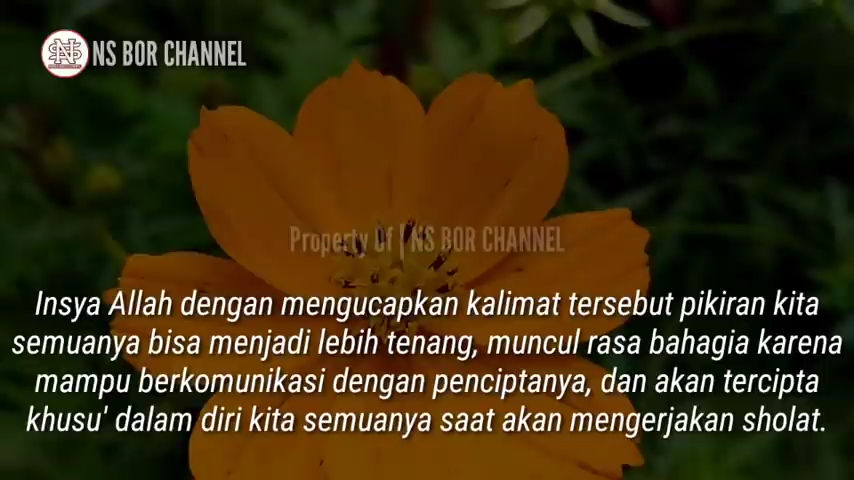 NS BOR CHANNEL
Property Of | NS BOR CHANNEL
Insya Allah dengan mengucapkan kalimat tersebut pikiran kita
semuanya bisa menjadi lebih tenang, muncul rasa bahagia karena
mampu berkomunikasi dengan penciptanya, dan akan tercipta
khusu' dalam diri kita semuanya saat akan mengerjakan sholat.